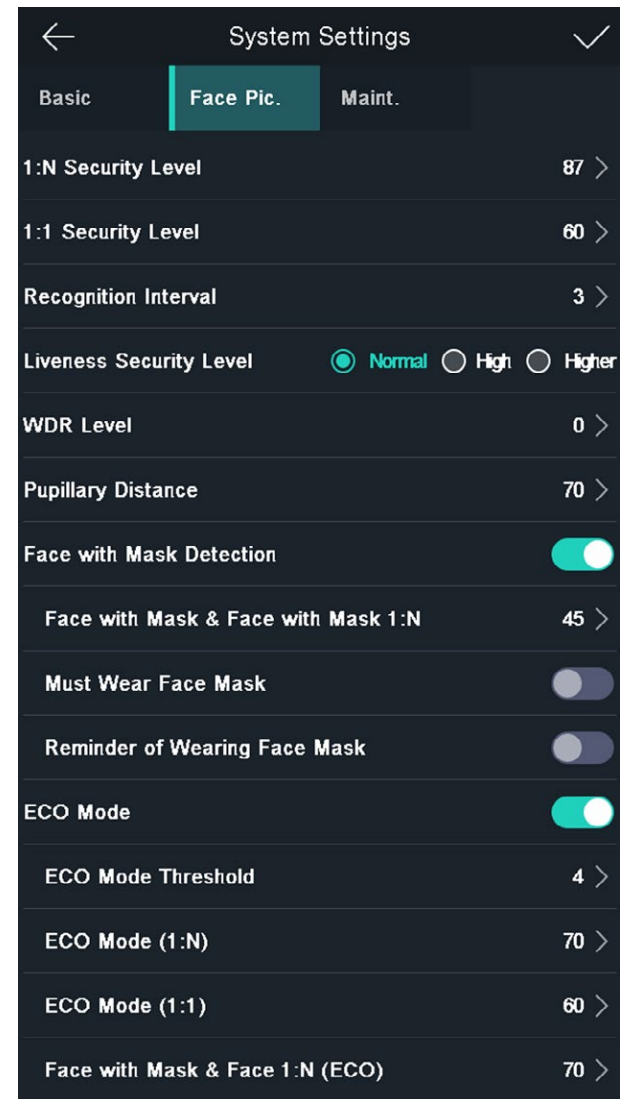 System Settings
Basic Face Pic. Maint.
1:N Security Level 87
1:1 Security Level 60
Recognition Interval 3
Liveness Security Level Normal High Higher
WDR Level 0
Pupillary Distance 70
Face with Mask Detection
Face with Mask & Face with Mask 1:N 45
Must Wear Face Mask
Reminder of Wearing Face Mask
ECO Mode
ECO Mode Threshold 4
ECO Mode (1:N) 70
ECO Mode (1:1) 60
Face with Mask & Face 1:N (ECO) 70